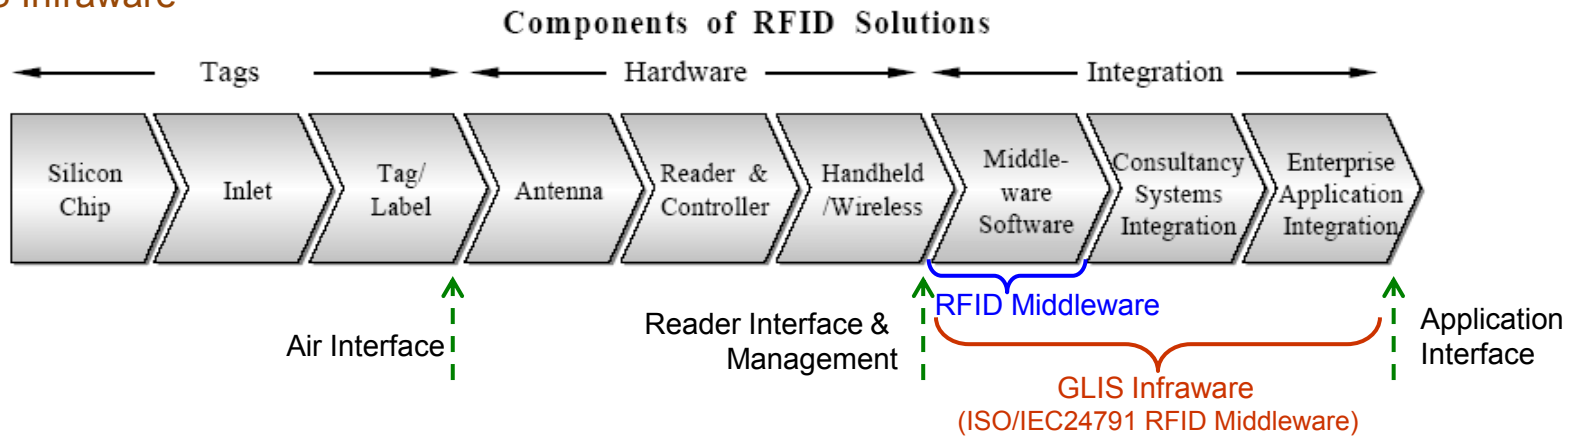 Infraware
Components of RFID Solutions
Tags
Hardware
Integration
Silicon
Chip
Inlet
Tag/
Label
Antenna
Reader &
Controller
Handheld
/Wireless
Middle-
ware
Software
Consultancy
Systems
Integration
Enterprise
Application
Integration
Air Interface
Reader Interface &
Management
RFID Middleware
GLIS Infraware
(ISO/IEC24791 RFID Middleware)
Application
Interface